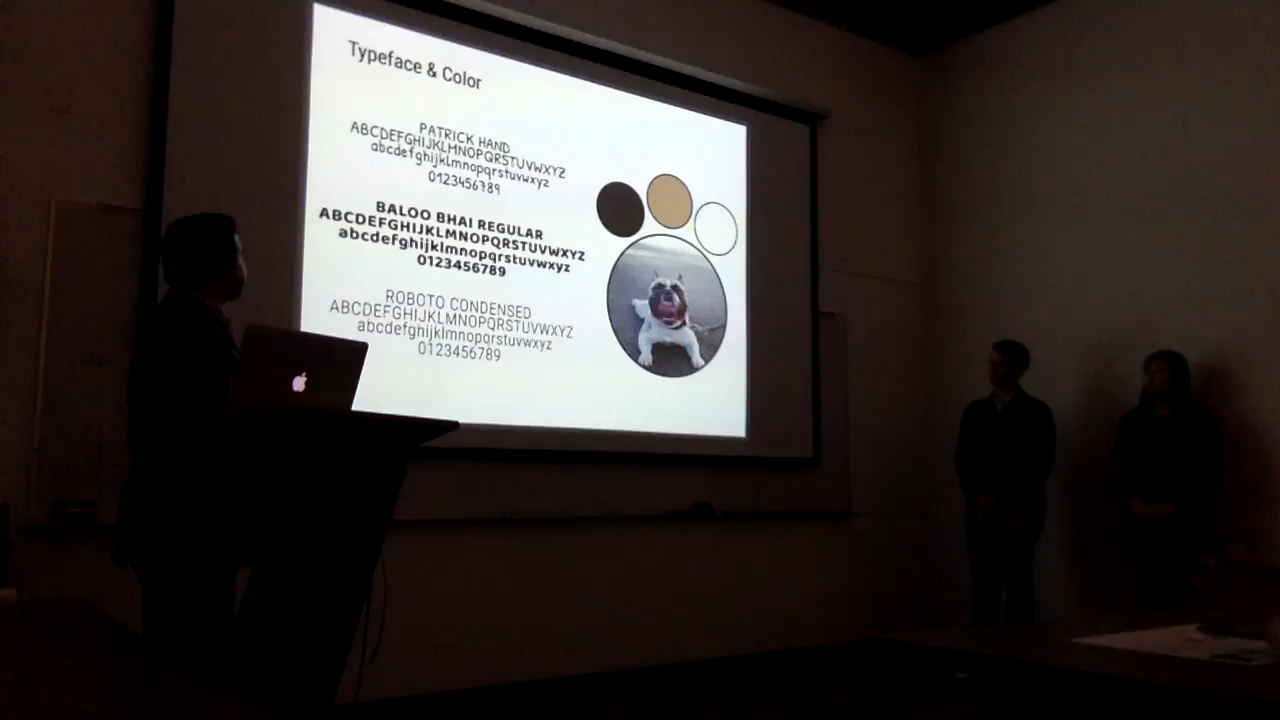 Typeface & Color
PATRICK HAND
ABCDEFGHIJKLMNOPQRSTUVWXYZ
abcdefghijklmnopqrstuvwxyz
0123456789
BALOO BHAI REGULAR
ABCDEFGHIJKLMNOPQRSTUVWXYZ
abcdefghijklmnopqrstuvwxyz
0123456789
ROBOTO CONDENSED
ABCDEFGHIJKLMNOPQRSTUVWXYZ
abcdefghijklmnopqrstuvwxyz
0123456789